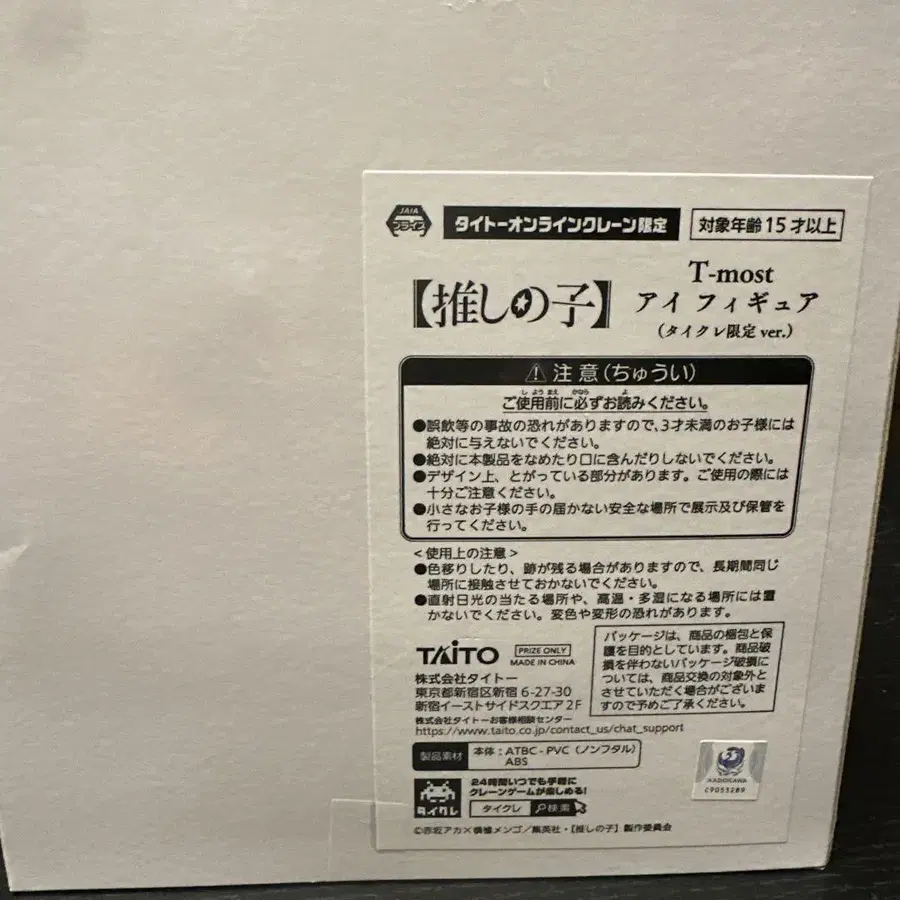 JAIA
プライズ
タイトーオンラインクレーン限定
対象年齢15才以上
【推しの子】
T-most
アイ フィギュア
(タイクレ限定 ver.)
⚠注意(ちゅうい)
ご使用前に必ずお読みください。
●誤飲等の事故の恐れがありますので、3才未満のお子様には
絶対に与えないでください。
●絶対に本製品をなめたり口に含んだりしないでください。
●デザイン上、とがっている部分があります。ご使用の際には
十分ご注意ください。
●小さなお子様の手の届かない安全な場所で展示及び保管を
行ってください。
<使用上の注意>
●色移りしたり、跡が残る場合がありますので、長期間同じ
場所に接触させておかないでください。
●直射日光の当たる場所や、高温・多湿になる場所には置
かないでください。変色や変形の恐れがあります。
TAITO
PRIZE ONLY
MADE IN CHINA
株式会社タイトー
東京都新宿区新宿 6-27-30
新宿イーストサイドスクエア 2F
株式会社タイトーお客様相談センター
https://www.taito.co.jp/contact_us/chat_support
パッケージは、商品の梱包と保
護を目的としています。商品破
損を伴わないパッケージ破損に
ついては、商品交換の対象外と
させていただく場合がございま
すので予めご了承ください。
製品素材
本体:ATBC-PVC(ノンフタル)
ABS
タイクレ
24時間いつでも手軽に
クレーンゲームが楽しめる!
タイクレ 検索
KADOKAWA
C9053289
©赤坂アカ×横槍メンゴ/集英社・【推しの子】製作委員会